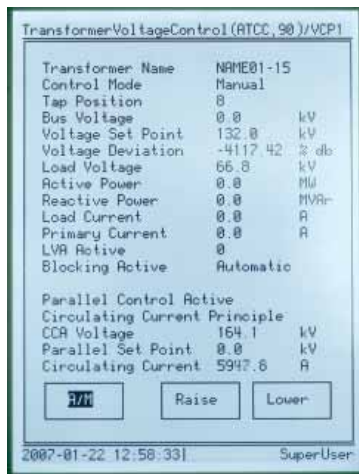 TransformerVoltageControl(ATCC,90)/VCP1
Transformer Name NAME01-15
Control Mode Manual
Tap Position 8
Bus Voltage 0.0 kV
Voltage Set Point 132.0 kV
Voltage Deviation -4117.42 % db
Load Voltage 66.8 kV
Active Power 0.0 MW
Reactive Power 0.0 MVAr
Load Current 0.0 A
Primary Current 0.0 A
LVA Active 0
Blocking Active Automatic
Parallel Control Active
Circulating Current Principle
CCA Voltage 164.1 kV
Parallel Set Point 0.0 kV
Circulating Current 5947.8 A
A/M Raise Lower
2007-01-22 12:58:33| SuperUser